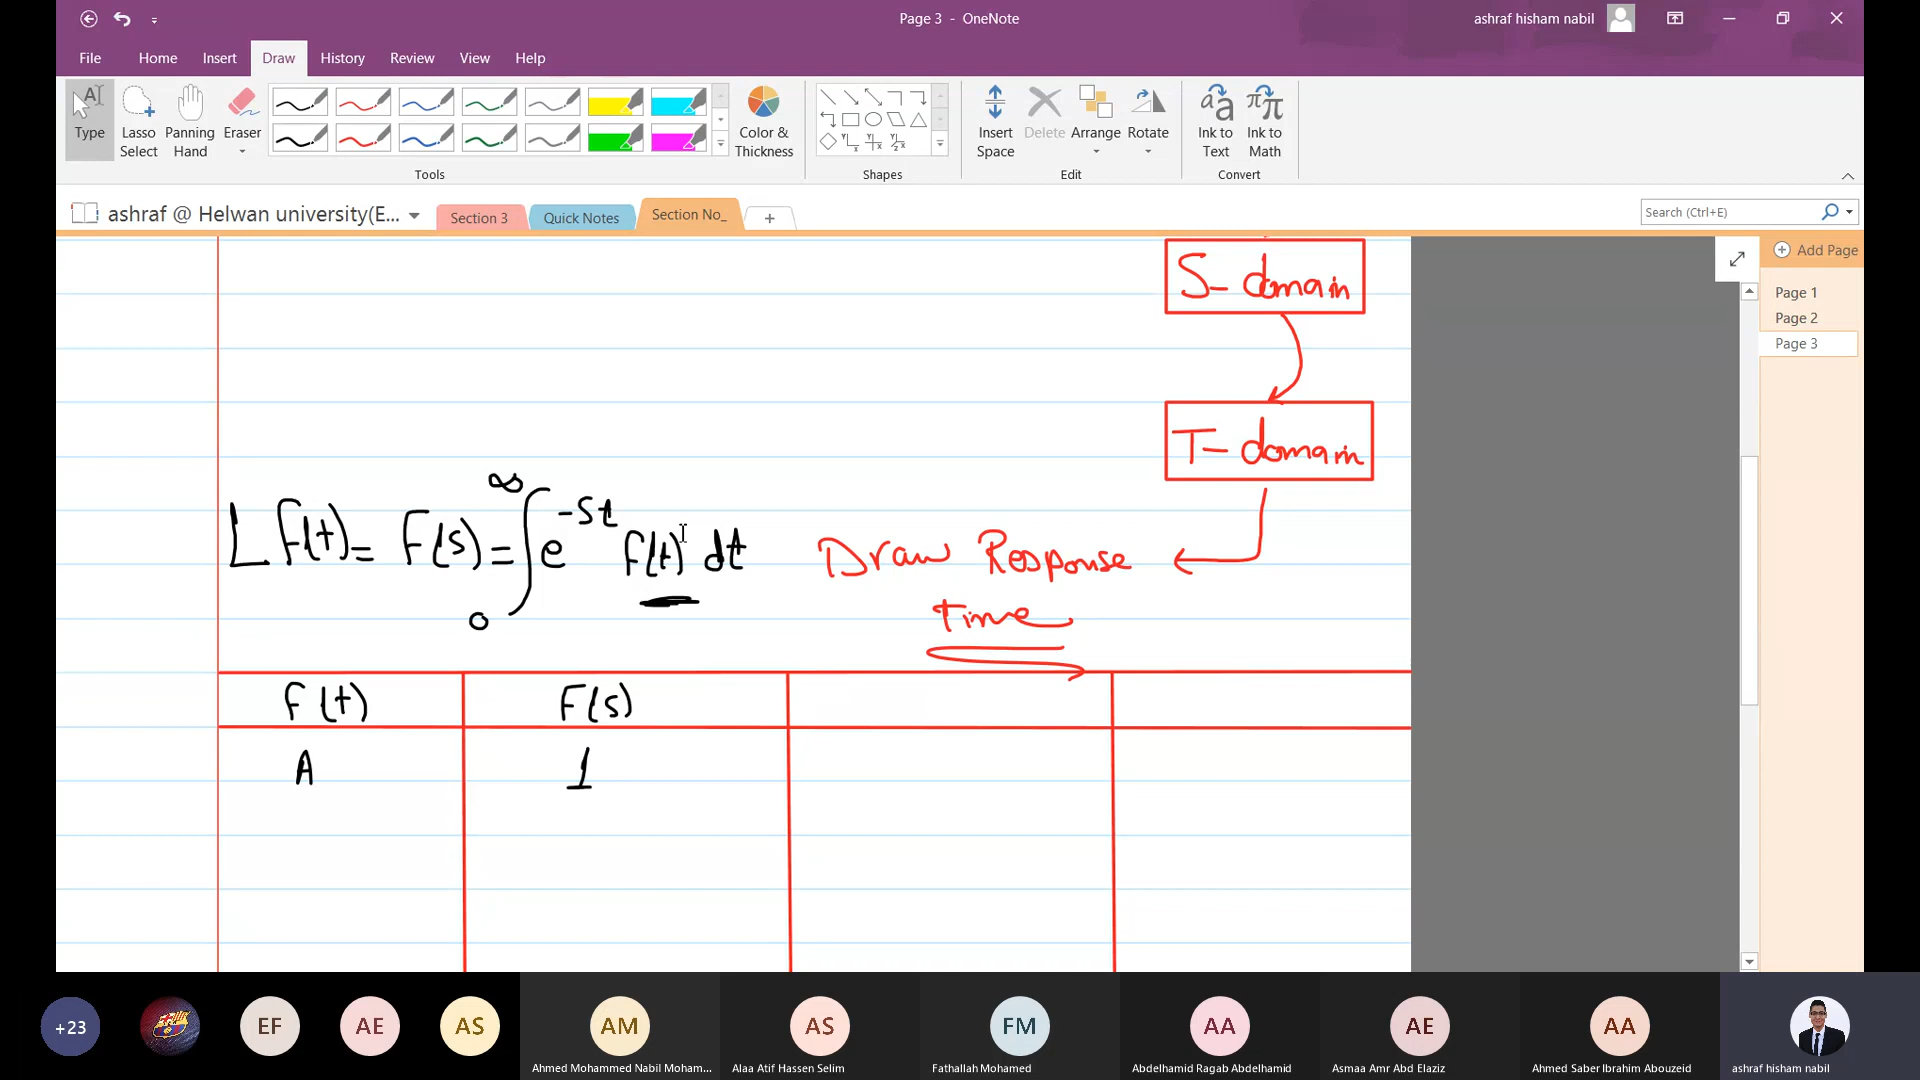 Page 3 - OneNote
ashraf hisham nabil
File Home Insert Draw History Review View Help
Type
Lasso Select
Panning Hand
Eraser
Color & Thickness
Insert Space
Delete
Arrange
Rotate
Ink to Text
Ink to Math
Tools
Shapes
Edit
Convert
ashraf @ Helwan university(E...
Section 3
Quick Notes
Section No_
Search (Ctrl+E)
Add Page
Page 1
Page 2
Page 3
S- domain
T- domain
L F(t) = F(s) = ∫₀^∞ e^-st f(t) dt
Draw Response
time
F(t) F(s)
A 1
+23
EF
AE
AS
AM
AS
FM
AA
AE
AA
Ahmed Mohammed Nabil Moham...
Alaa Atif Hassen Selim
Fathallah Mohamed
Abdelhamid Ragab Abdelhamid
Asmaa Amr Abd Elaziz
Ahmed Saber Ibrahim Abouzeid
ashraf hisham nabil